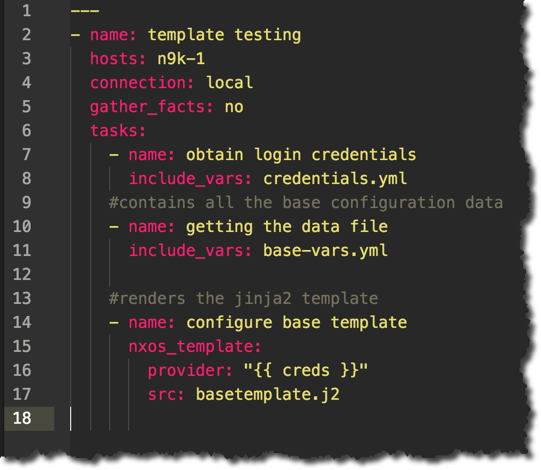 1 ---
2 - name: template testing
3 hosts: n9k-1
4 connection: local
5 gather_facts: no
6 tasks:
7 - name: obtain login credentials
8 include_vars: credentials.yml
9 #contains all the base configuration data
10 - name: getting the data file
11 include_vars: base-vars.yml
12
13 #renders the jinja2 template
14 - name: configure base template
15 nxos_template:
16 provider: "{{ creds }}"
17 src: basetemplate.j2
18